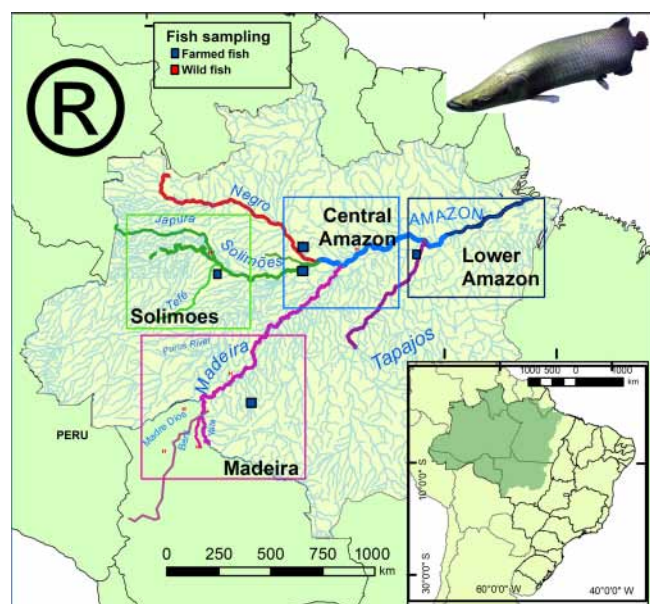 Fish sampling
Farmed fish
Wild fish
R
Negro
Japura
Solimões
Central
Amazon
AMAZON
Lower
Amazon
Tefé
Solimoes
Purus River
Madeira
Tapajos
Madre Dios
Beni
PERU
Madeira
0 250 500 750 1000
km
1000 500 0 1000
km
10°0'0" S
30°0'0" S
60°0'0" W
40°0'0" W